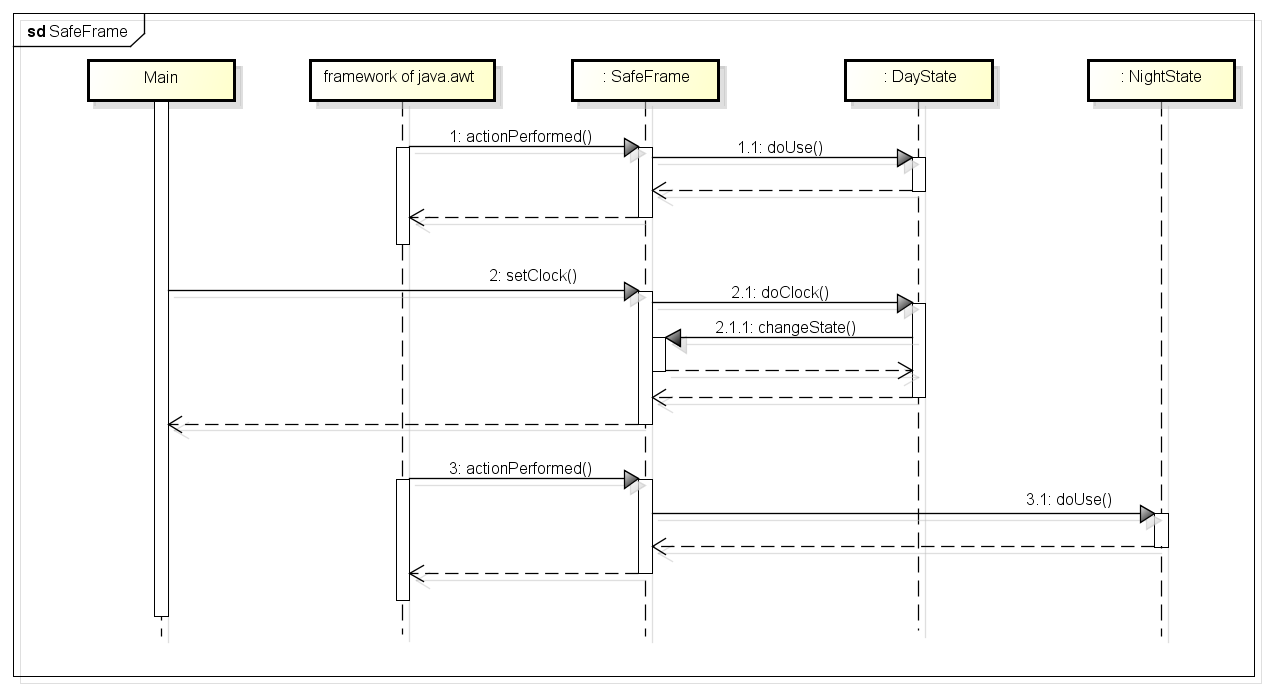 sd SafeFrame
Main
framework of java.awt
: SafeFrame
: DayState
: NightState
1: actionPerformed()
1.1: doUse()
2: setClock()
2.1: doClock()
2.1.1: changeState()
3: actionPerformed()
3.1: doUse()